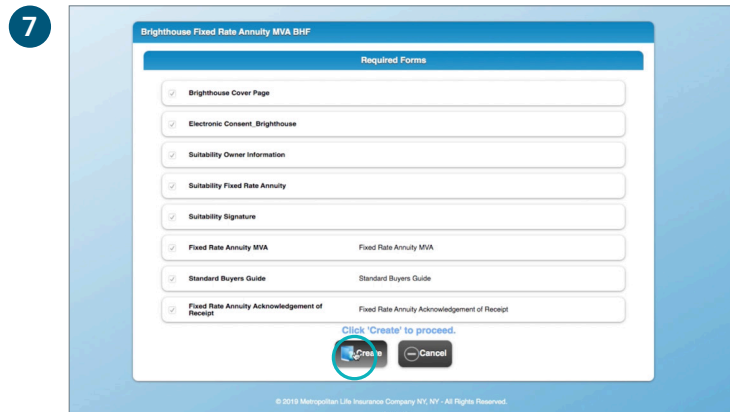 7
Brighthouse Fixed Rate Annuity MVA BHF
Required Forms
Brighthouse Cover Page
Electronic Consent_Brighthouse
Suitability Owner Information
Suitability Fixed Rate Annuity
Suitability Signature
Fixed Rate Annuity MVA Fixed Rate Annuity MVA
Standard Buyers Guide Standard Buyers Guide
Fixed Rate Annuity Acknowledgement of
Receipt Fixed Rate Annuity Acknowledgement of Receipt
Click 'Create' to proceed.
Create Cancel
© 2019 Metropolitan Life Insurance Company NY, NY - All Rights Reserved.